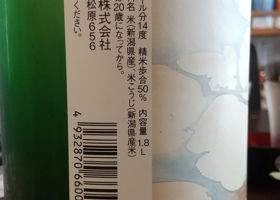 ル分14度 精米歩合50% 内容量 1.8L
名 米(新潟県産)、米こうじ(新潟県産米)
20歳になってから。
株式会社
松原656
ください。
4 932870 6600